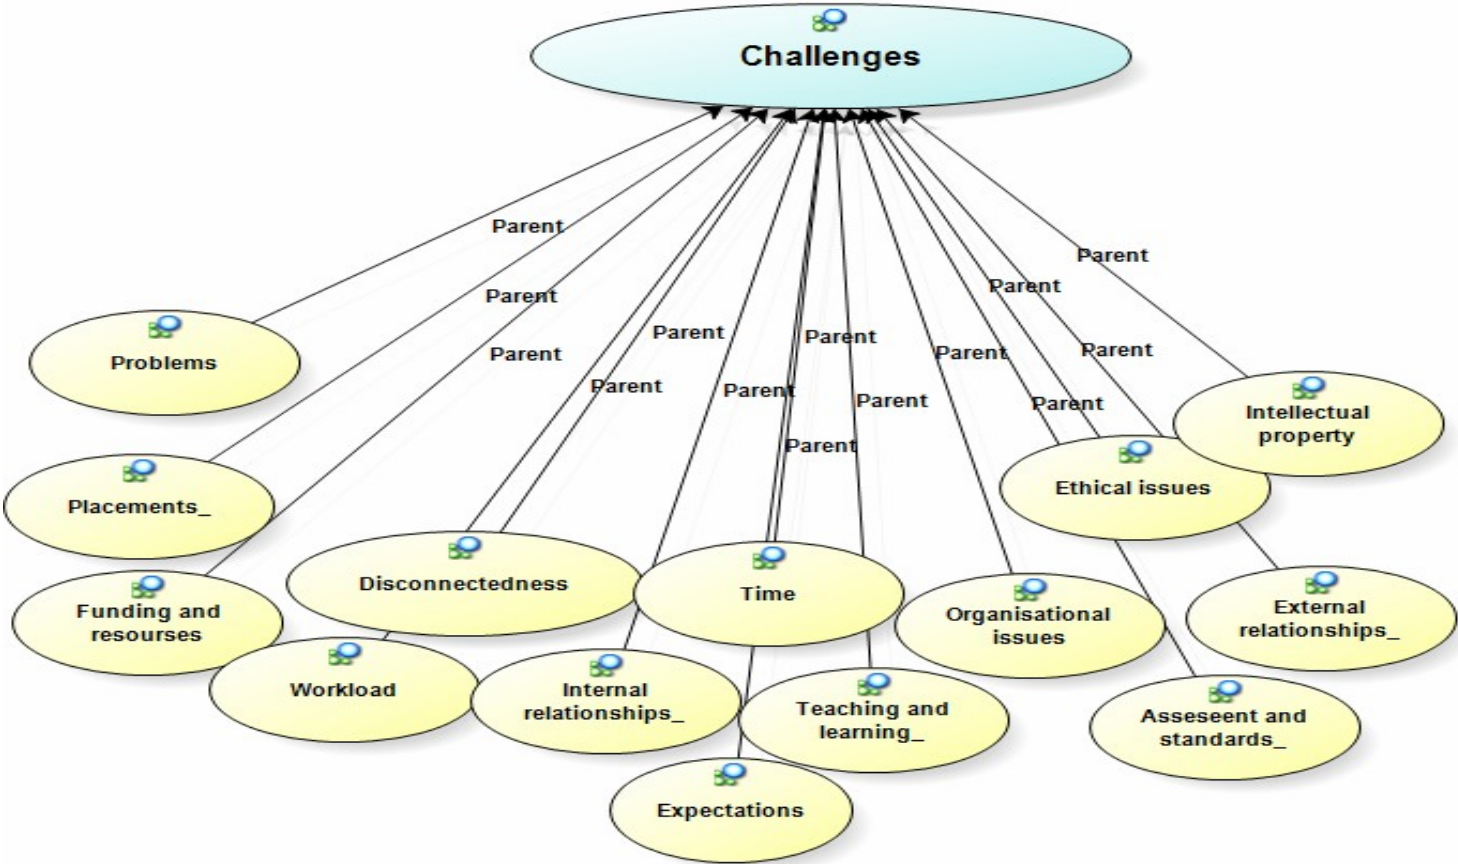 Challenges
Parent
Parent
Parent
Parent
Parent
Parent
Parent
Parent
Parent
Parent
Parent
Parent
Parent
Parent
Problems
Intellectual
property
Ethical issues
Placements_
Disconnectedness
Time
Funding and
resourses
Organisational
issues
External
relationships_
Workload
Internal
relationships_
Teaching and
learning_
Asseseent and
standards_
Expectations